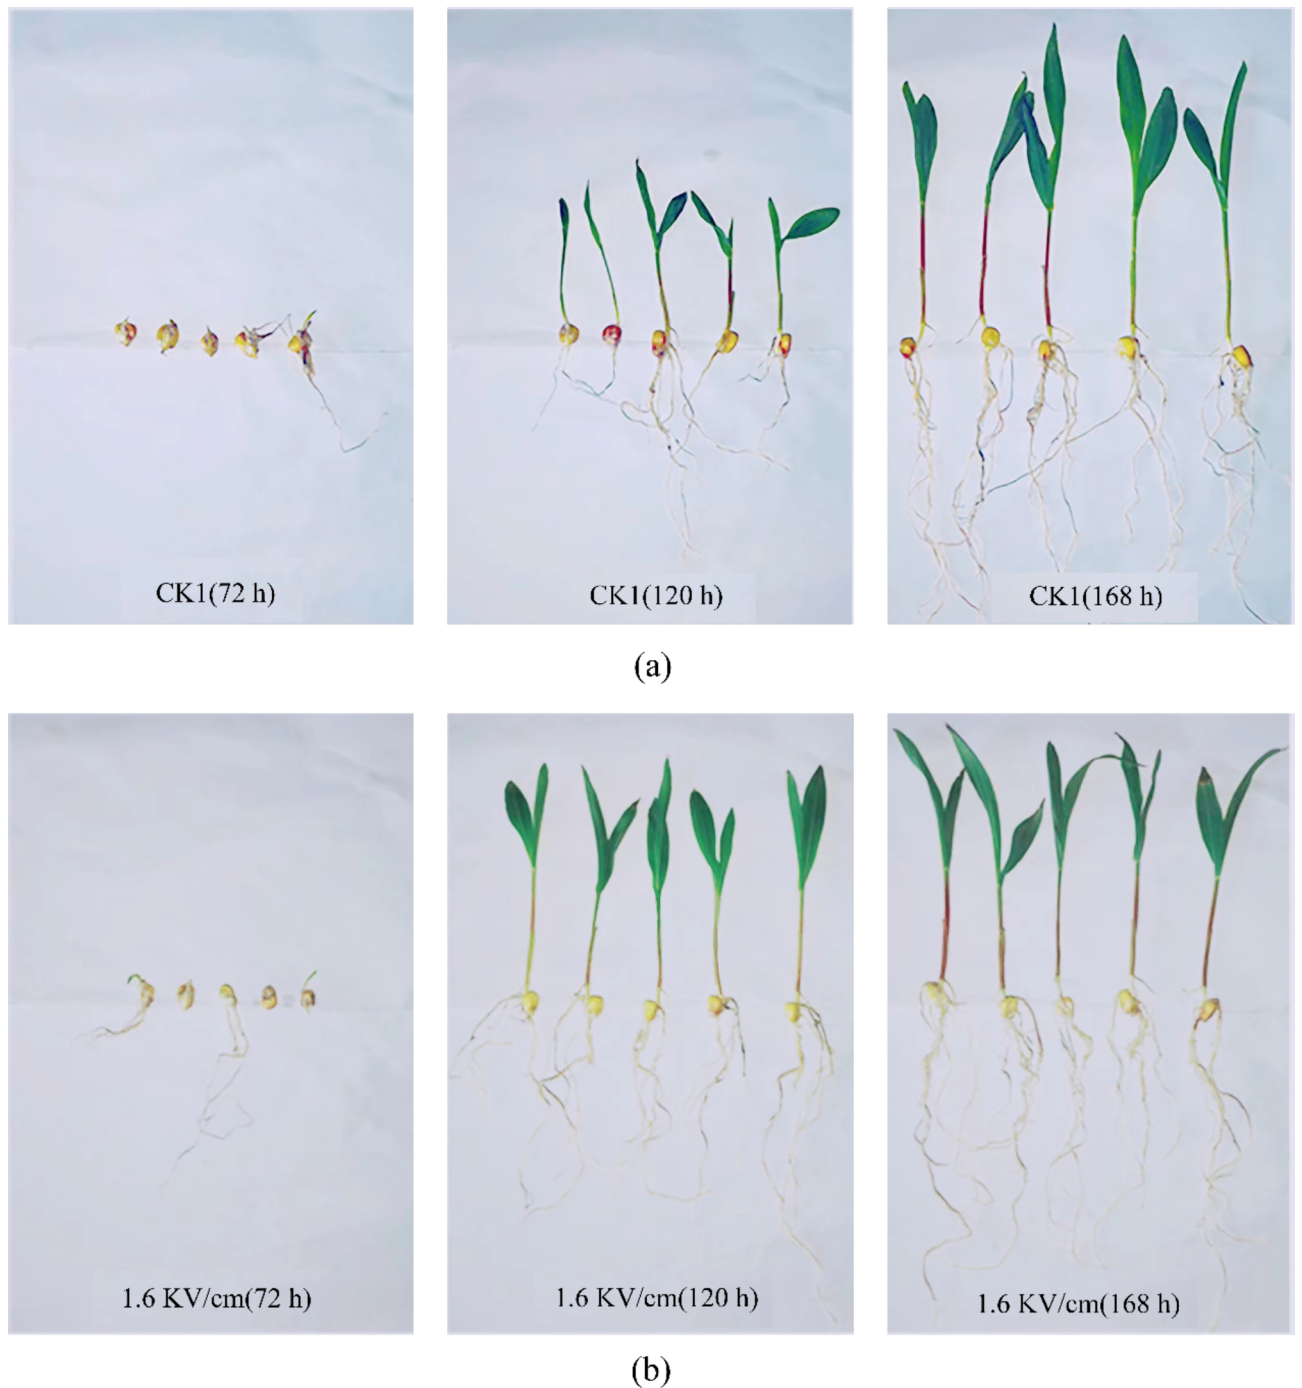 CK1(72 h)
CK1(120 h)
CK1(168 h)
(a)
1.6 KV/cm(72 h)
1.6 KV/cm(120 h)
1.6 KV/cm(168 h)
(b)